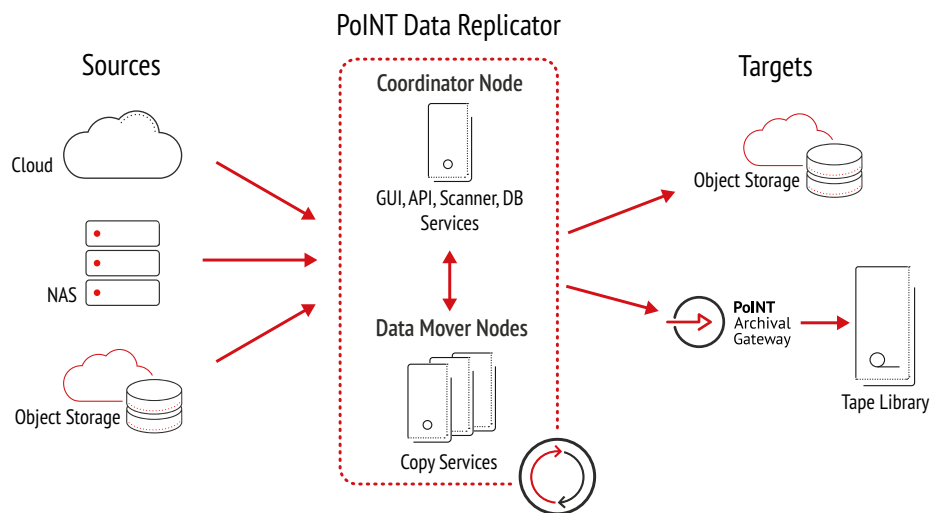 PoINT Data Replicator
Sources
Cloud
NAS
Object Storage
Coordinator Node
GUI, API, Scanner, DB
Services
Data Mover Nodes
Copy Services
Targets
Object Storage
PoINT
Archival
Gateway
Tape Library